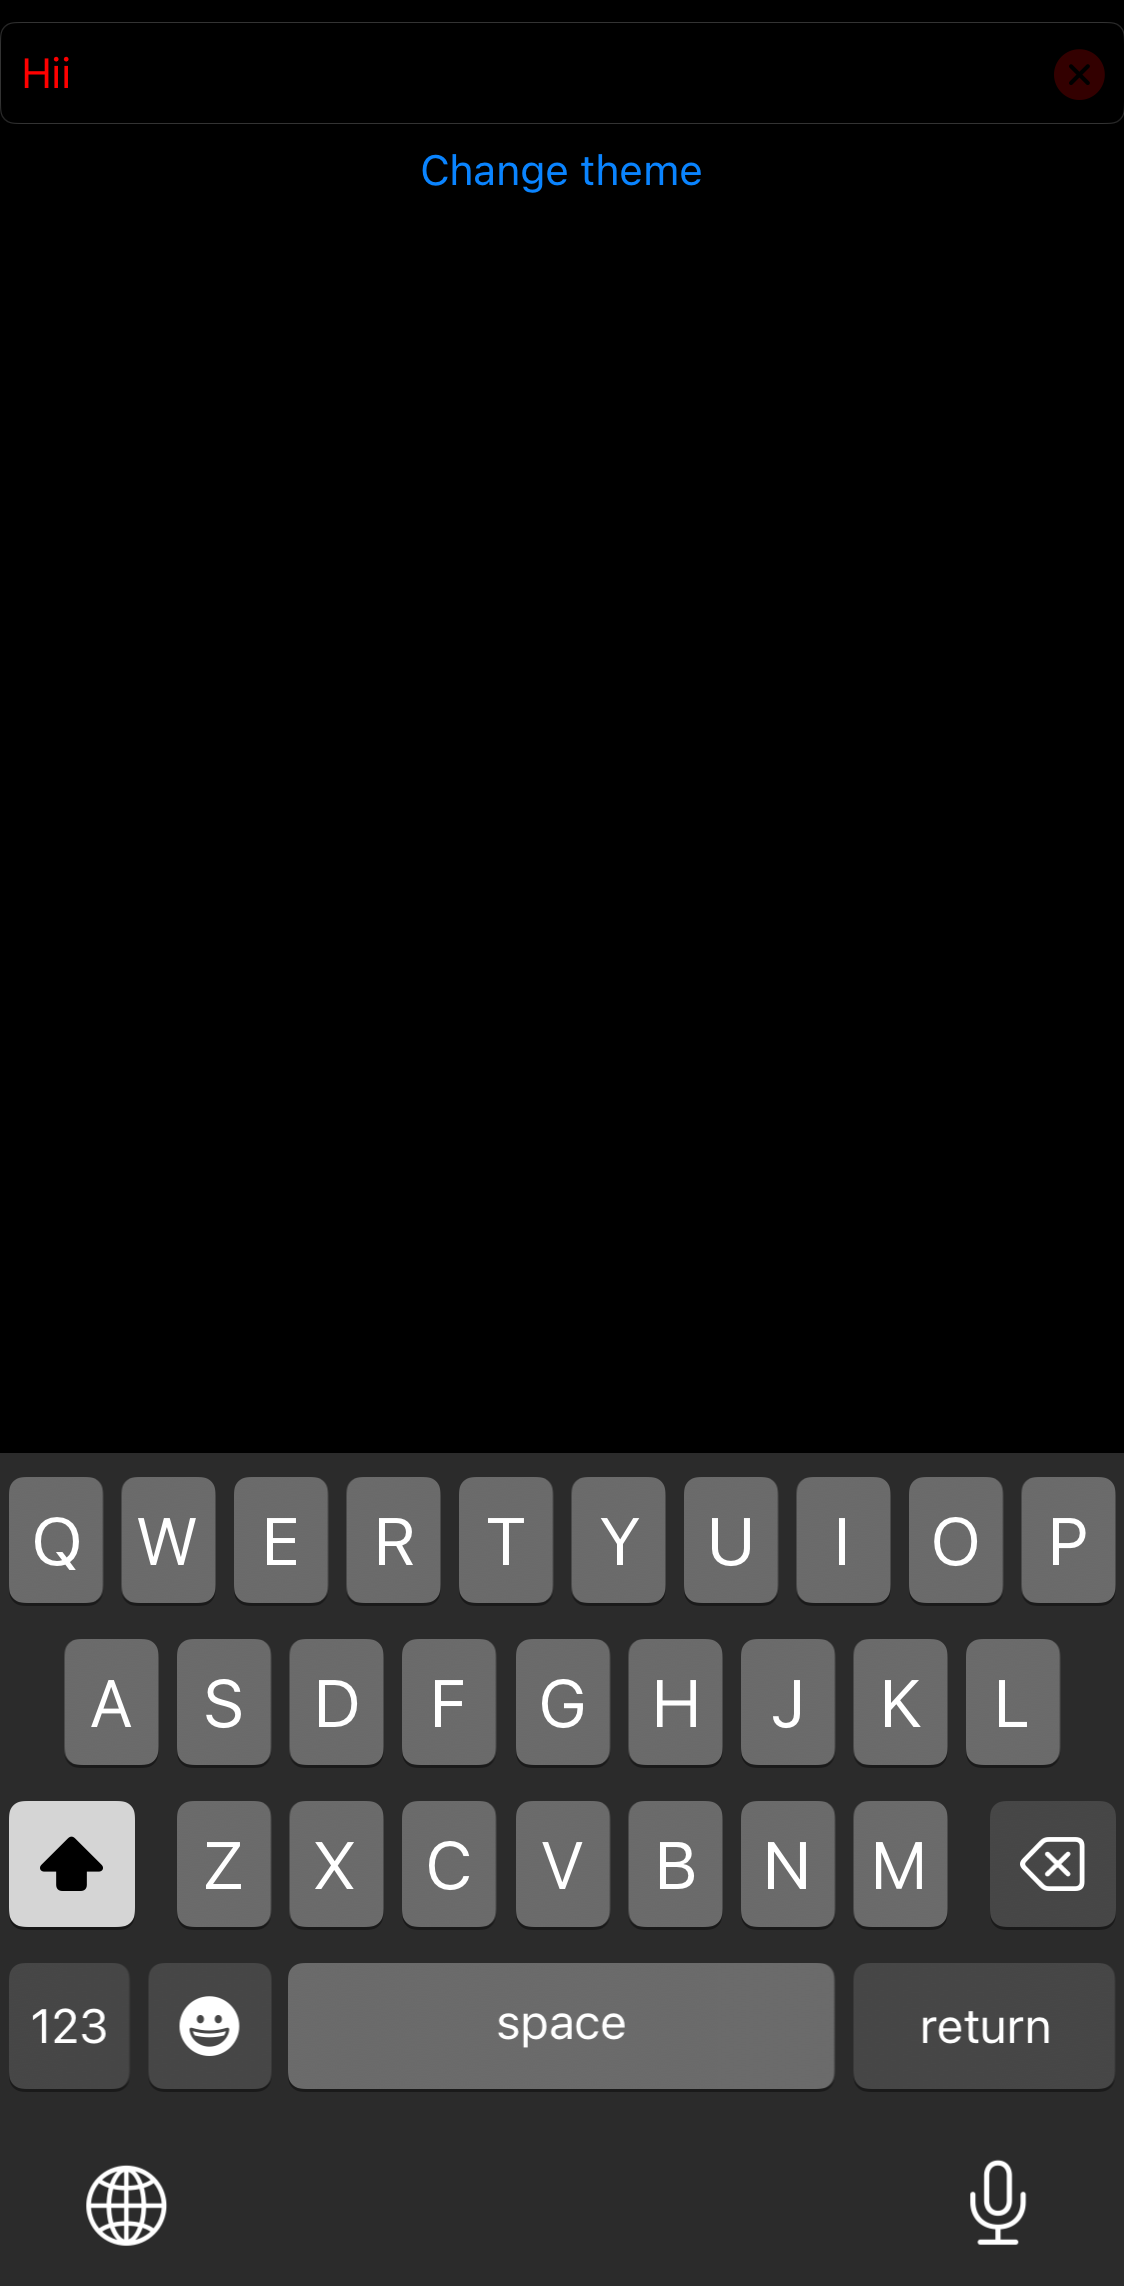 Hii
Change theme
Q W E R T Y U I O P
A S D F G H J K L
Z X C V B N M
123 space return